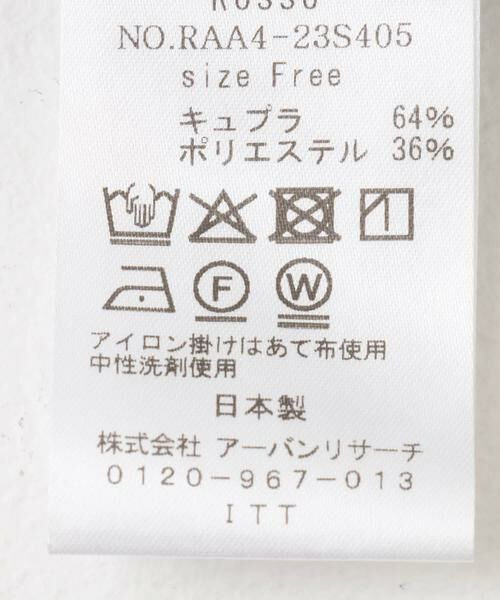 NO.RAA4-23S405
size Free
キュプラ 64%
ポリエステル 36%
F W
アイロン掛けはあて布使用
中性洗剤使用
日本製
株式会社 アーバンリサーチ
0120-967-013
ITT